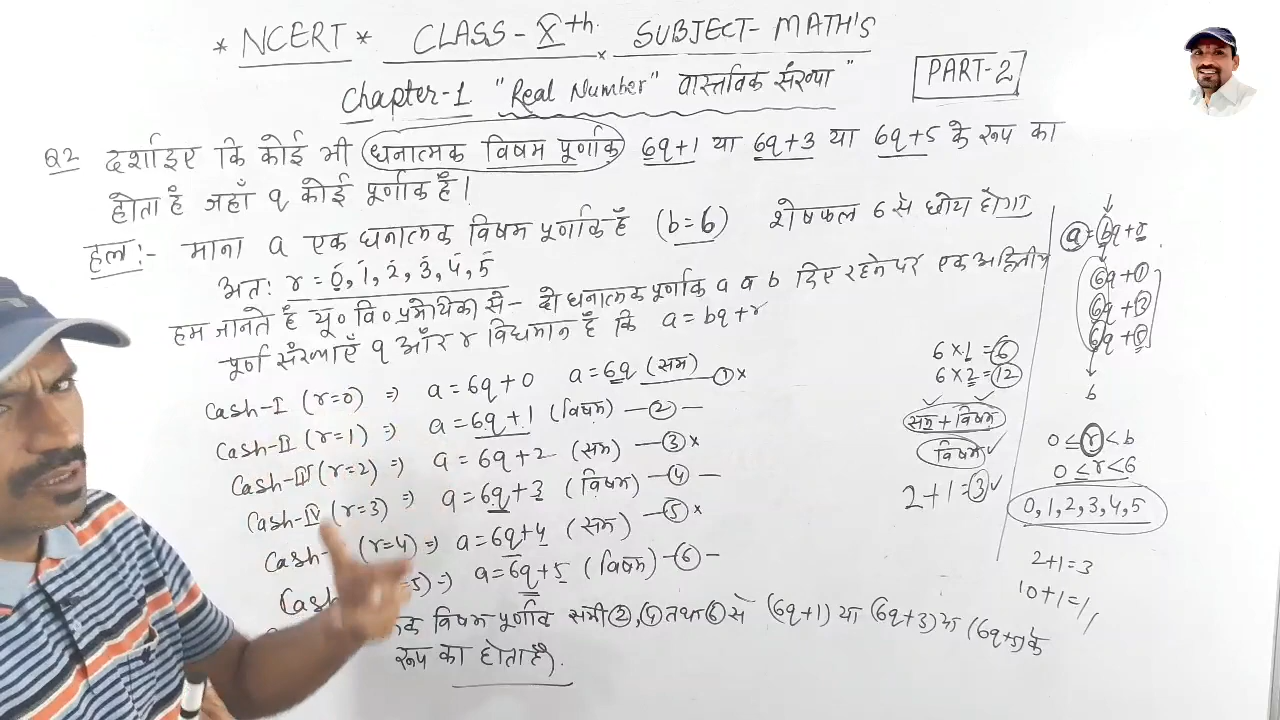 * NCERT * CLASS-Xth. SUBJECT- MATH'S
Chapter-1. "Real Number" वास्तविक संख्या "
PART-2
Q2 दर्शाइए कि कोई भी धनात्मक विषम पूर्णांक 6q+1 या 6q+3 या 6q+5 के रूप का
होता है जहाँ q कोई पूर्णांक है।
हल:- माना a एक धनात्मक विषम पूर्णांक है (b=6) शेषफल 6 से छोटा होगा
अतः r = 0, 1, 2, 3, 4, 5
हम जानते हैं यू० वि० प्रमेयिका से - दो धनात्मक पूर्णांक a व b दिए रहने पर एक अद्वितीय
पूर्ण संख्याएँ q और r विद्यमान है कि a = bq+r
Cash-I (r=0) ⇒ a=6q+0 a=6q (सम) ①×
Cash-II (r=1) ⇒ a=6q+1 (विषम) —②—
Cash-III (r=2) ⇒ a=6q+2 (सम) —③×
Cash-IV (r=3) ⇒ a=6q+3 (विषम) —④—
Cash- (r=4) ⇒ a=6q+4 (सम) —⑤×
Cash =5) ⇒ a=6q+5 (विषम) —⑥—
विषम पूर्णांक समी ②,④ तथा ⑥ से (6q+1) या (6q+3) या (6q+5) के
रूप का होता है).
6×1=6
6×2=12
सम + विषम
विषम ✓
2+1=3✓
a=bq+r
6q+1
6q+3
6q+5
b
0≤r<b
0≤r<6
0,1,2,3,4,5
2+1=3
10+1=11